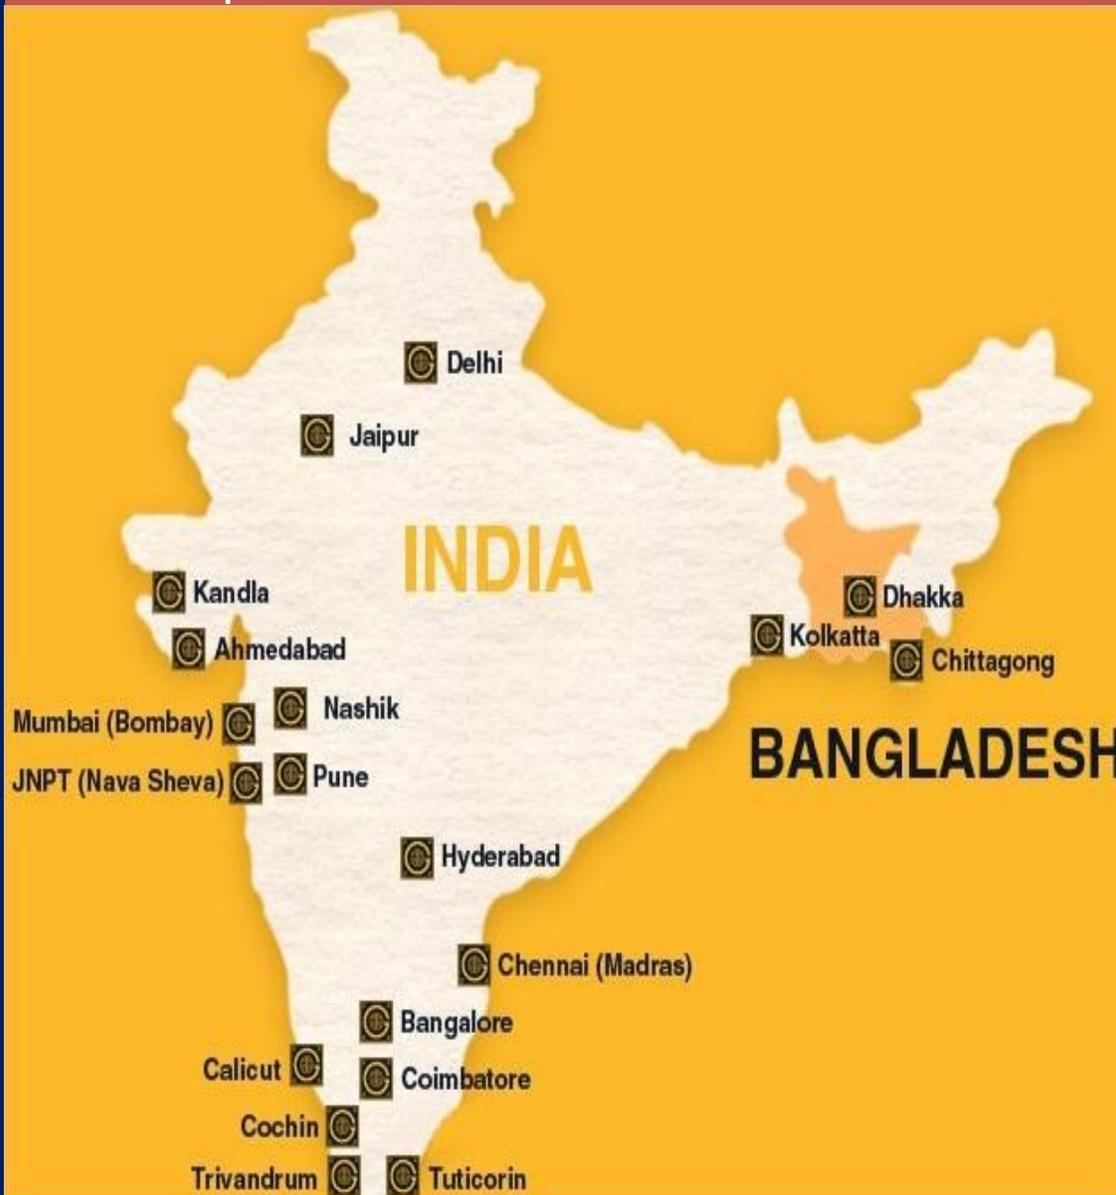 Delhi
Jaipur
INDIA
Kandla
Dhakka
Kolkatta
Ahmedabad
Chittagong
Nashik
Mumbai (Bombay)
BANGLADESH
JNPT (Nava Sheva)
Pune
Hyderabad
Chennai (Madras)
Bangalore
Calicut
Coimbatore
Cochin
Trivandrum
Tuticorin